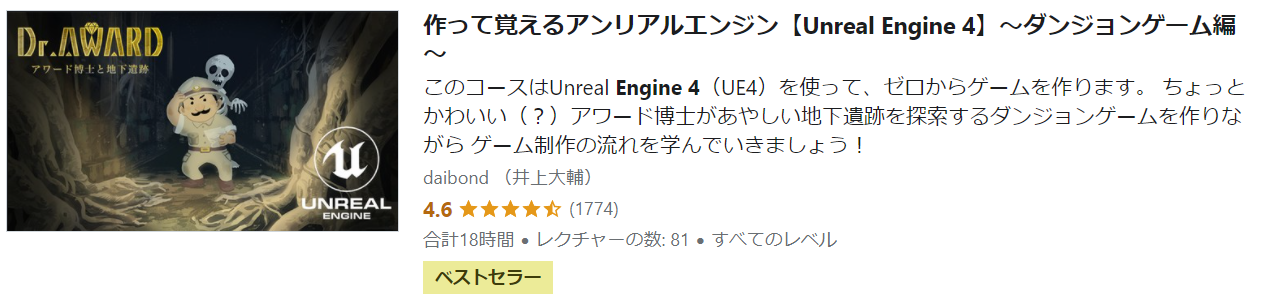 Dr.AWARD
アワード博士と地下遺跡
UNREAL
ENGINE
作って覚えるアンリアルエンジン【Unreal Engine 4】〜ダンジョンゲーム編
〜
このコースはUnreal Engine 4（UE4）を使って、ゼロからゲームを作ります。 ちょっと
かわいい（？）アワード博士があやしい地下遺跡を探索するダンジョンゲームを作りな
がら ゲーム制作の流れを学んでいきましょう！
daibond （井上大輔）
4.6 (1774)
合計18時間 • レクチャーの数: 81 • すべてのレベル
ベストセラー